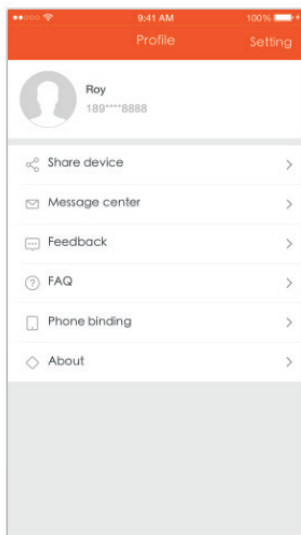 9:41 AM
100%
Profile
Setting
Roy
189****8888
Share device
Message center
Feedback
FAQ
Phone binding
About